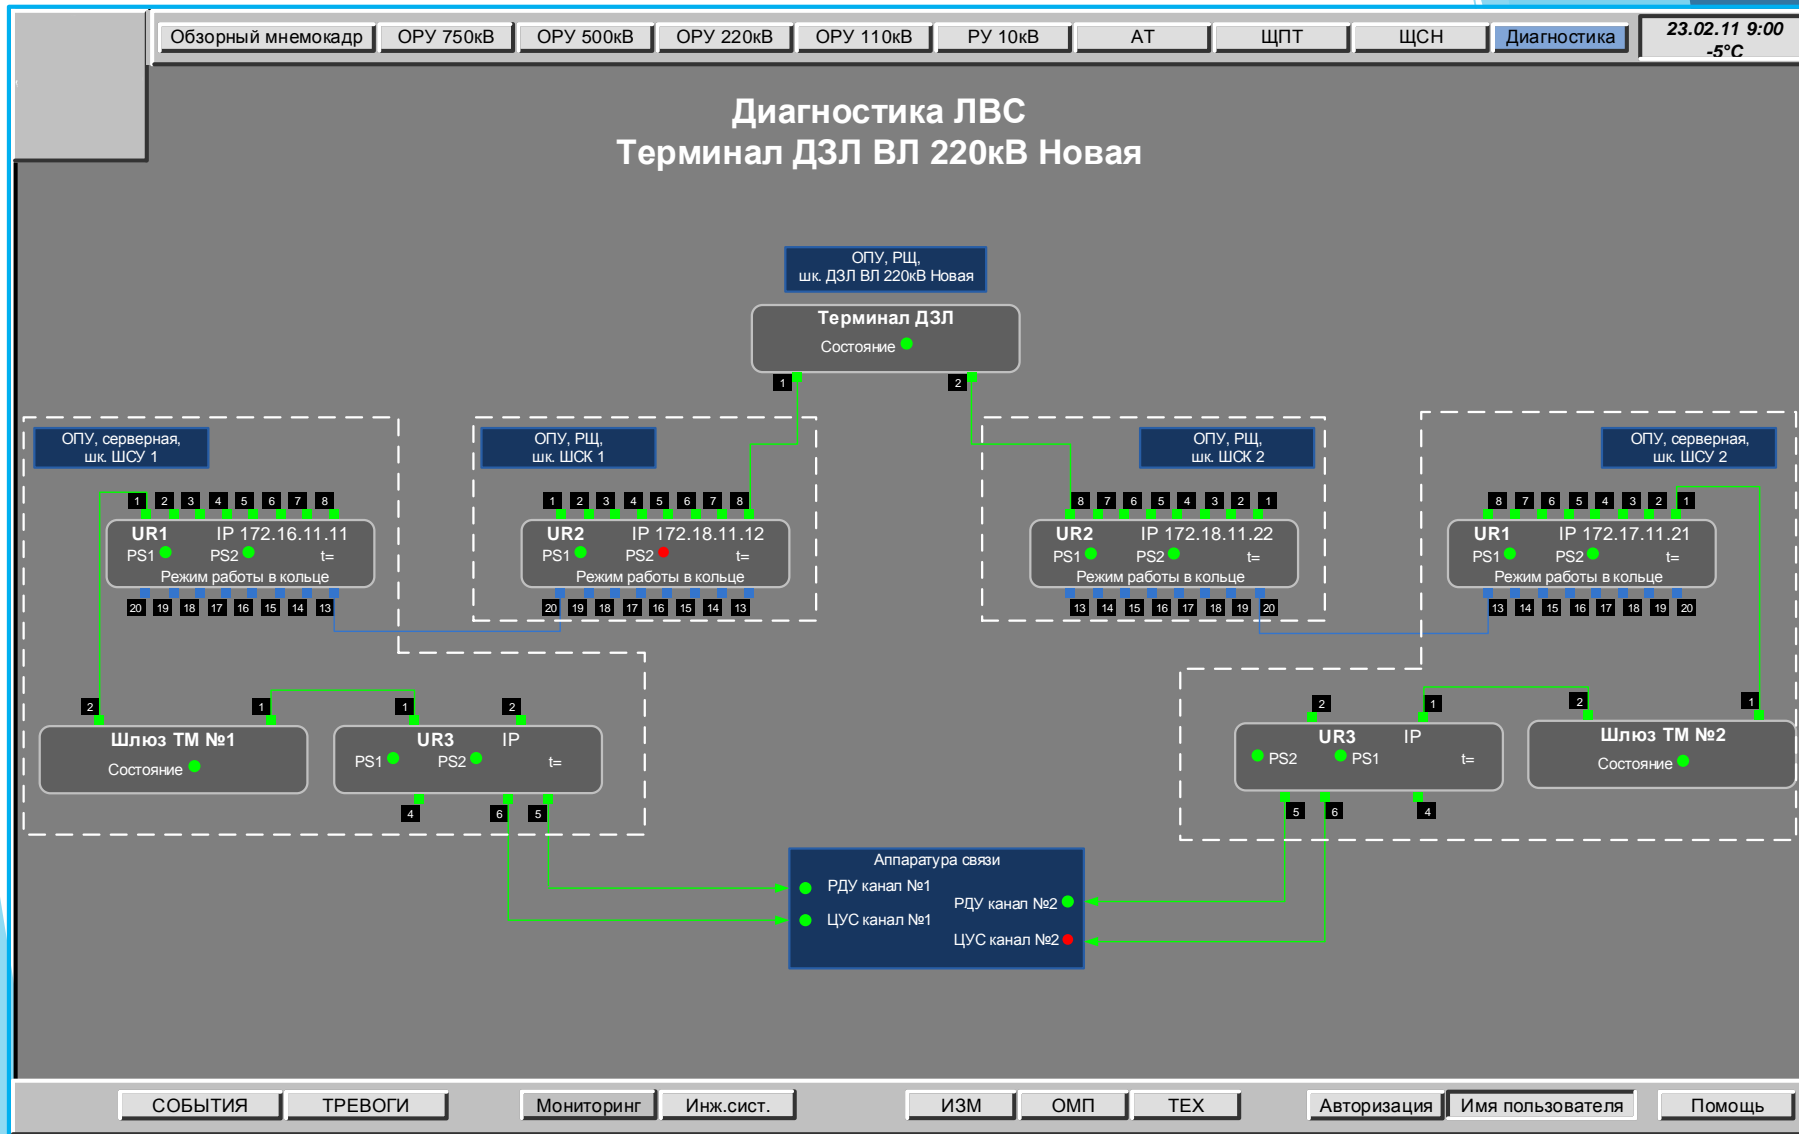 Обзорный мнемокадр
ОРУ 750кВ
ОРУ 500кВ
ОРУ 220кВ
ОРУ 110кВ
РУ 10кВ
АТ
ЩПТ
ЩСН
Диагностика
23.02.11 9:00
-5°C
Диагностика ЛВС
Терминал ДЗЛ ВЛ 220кВ Новая
ОПУ, РЩ,
шк. ДЗЛ ВЛ 220кВ Новая
Терминал ДЗЛ
Состояние
1
2
ОПУ, серверная,
шк. ШСУ 1
1 2 3 4 5 6 7 8
UR1 IP 172.16.11.11
PS1 PS2 t=
Режим работы в кольце
20 19 18 17 16 15 14 13
ОПУ, РЩ,
шк. ШСК 1
1 2 3 4 5 6 7 8
UR2 IP 172.18.11.12
PS1 PS2 t=
Режим работы в кольце
20 19 18 17 16 15 14 13
ОПУ, РЩ,
шк. ШСК 2
8 7 6 5 4 3 2 1
UR2 IP 172.18.11.22
PS1 PS2 t=
Режим работы в кольце
13 14 15 16 17 18 19 20
ОПУ, серверная,
шк. ШСУ 2
8 7 6 5 4 3 2 1
UR1 IP 172.17.11.21
PS1 PS2 t=
Режим работы в кольце
13 14 15 16 17 18 19 20
2 1
Шлюз ТМ №1
Состояние
1 2
UR3 IP
PS1 PS2 t=
4 6 5
2 1
UR3 IP
PS2 PS1 t=
5 6 4
2 1
Шлюз ТМ №2
Состояние
Аппаратура связи
РДУ канал №1
ЦУС канал №1
РДУ канал №2
ЦУС канал №2
СОБЫТИЯ
ТРЕВОГИ
Мониторинг
Инж.сист.
ИЗМ
ОМП
ТЕХ
Авторизация
Имя пользователя
Помощь